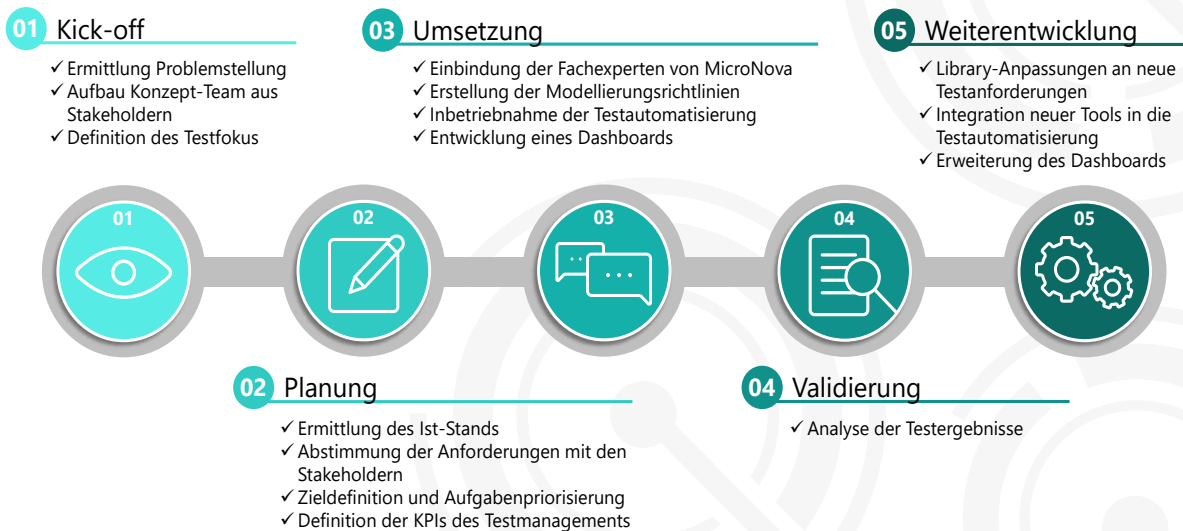 01 Kick-off
✓ Ermittlung Problemstellung
✓ Aufbau Konzept-Team aus
Stakeholdern
✓ Definition des Testfokus
03 Umsetzung
✓ Einbindung der Fachexperten von MicroNova
✓ Erstellung der Modellierungsrichtlinien
✓ Inbetriebnahme der Testautomatisierung
✓ Entwicklung eines Dashboards
05 Weiterentwicklung
✓ Library-Anpassungen an neue
Testanforderungen
✓ Integration neuer Tools in die
Testautomatisierung
✓ Erweiterung des Dashboards
01
02
03
04
05
02 Planung
✓ Ermittlung des Ist-Stands
✓ Abstimmung der Anforderungen mit den
Stakeholdern
✓ Zieldefinition und Aufgabenpriorisierung
✓ Definition der KPIs des Testmanagements
04 Validierung
✓ Analyse der Testergebnisse